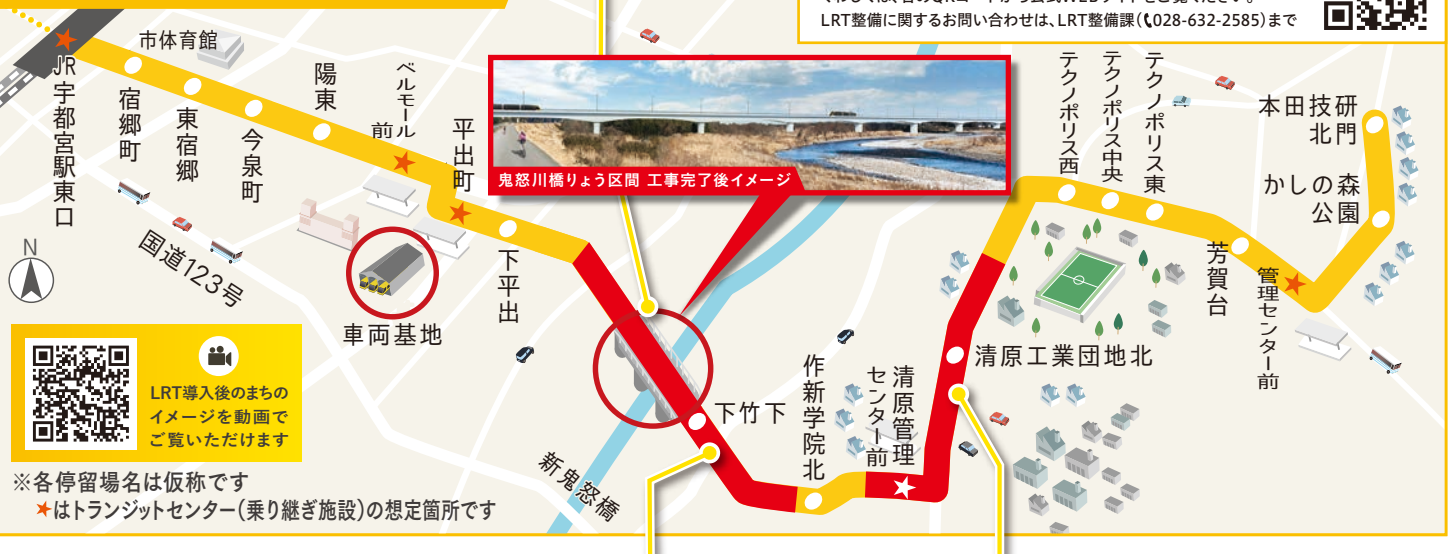 LRT整備に関するお問い合わせは、LRT整備課(028-632-2585)まで
市体育館
JR宇都宮駅東口
宿郷町
東宿郷
今泉町
陽東
ベルモール前
平出町
下平出
鬼怒川橋りょう区間 工事完了後イメージ
テクノポリス西
テクノポリス中央
テクノポリス東
本田技研
北門
かしの森
公園
芳賀台
管理センター前
N
国道123号
車両基地
下竹下
作新学院北
清原管理
センター前
清原工業団地北
新鬼怒橋
LRT導入後のまちの
イメージを動画で
ご覧いただけます
※各停留場名は仮称です
★はトランジットセンター(乗り継ぎ施設)の想定箇所です